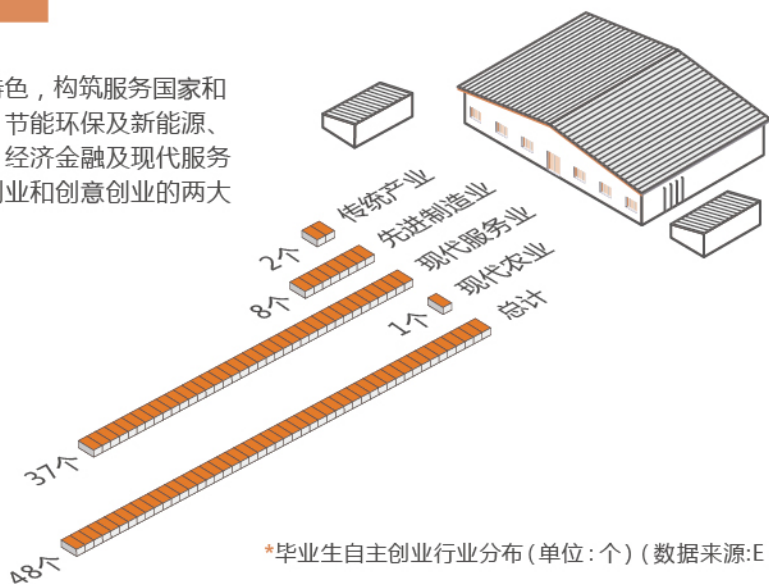 色，构筑服务国家和
节能环保及新能源、
经济金融及现代服务
业和创意创业的两大
传统产业
2个
先进制造业
8个
现代服务业
37个
现代农业
1个
总计
48个
*毕业生自主创业行业分布(单位:个)(数据来源:E